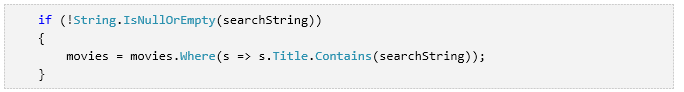 if (!String.IsNullOrEmpty(searchString))
{
movies = movies.Where(s => s.Title.Contains(searchString));
}